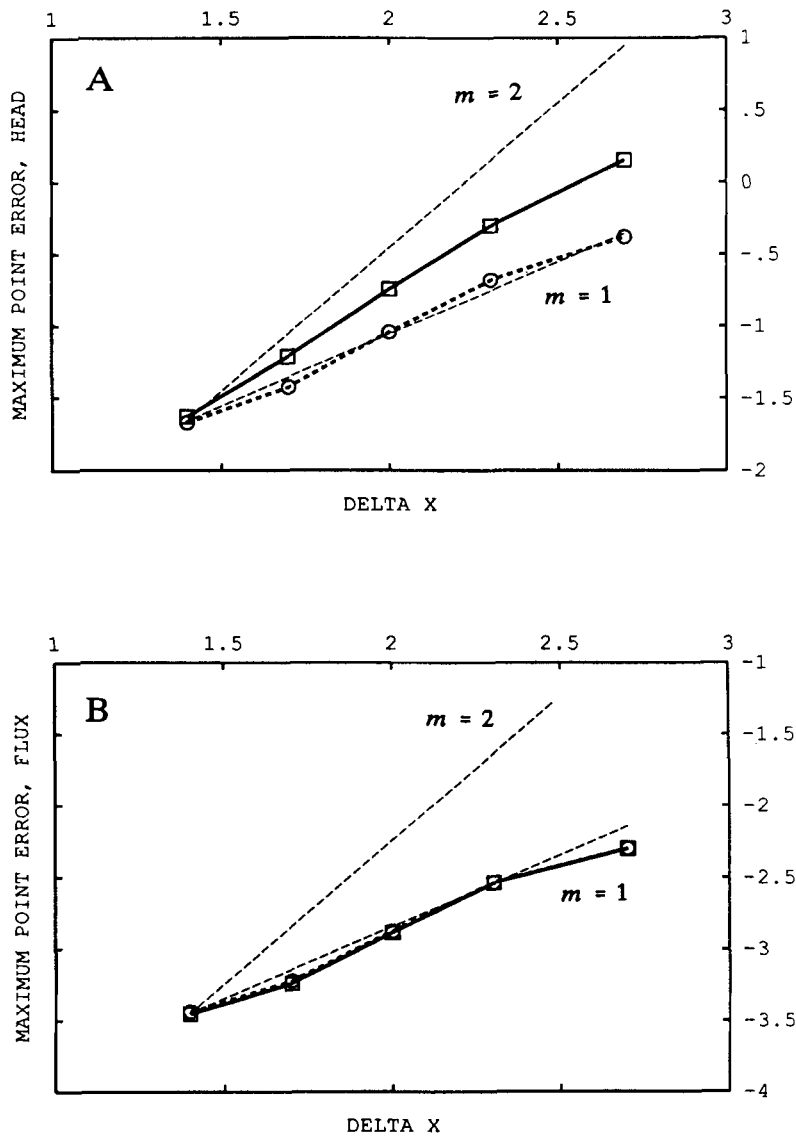 1 1.5 2 2.5 3
A
m = 2
m = 1
MAXIMUM POINT ERROR, HEAD
1
.5
0
-.5
-1
-1.5
-2
DELTA X
1 1.5 2 2.5 3
B
m = 2
m = 1
MAXIMUM POINT ERROR, FLUX
-1
-1.5
-2
-2.5
-3
-3.5
-4
DELTA X